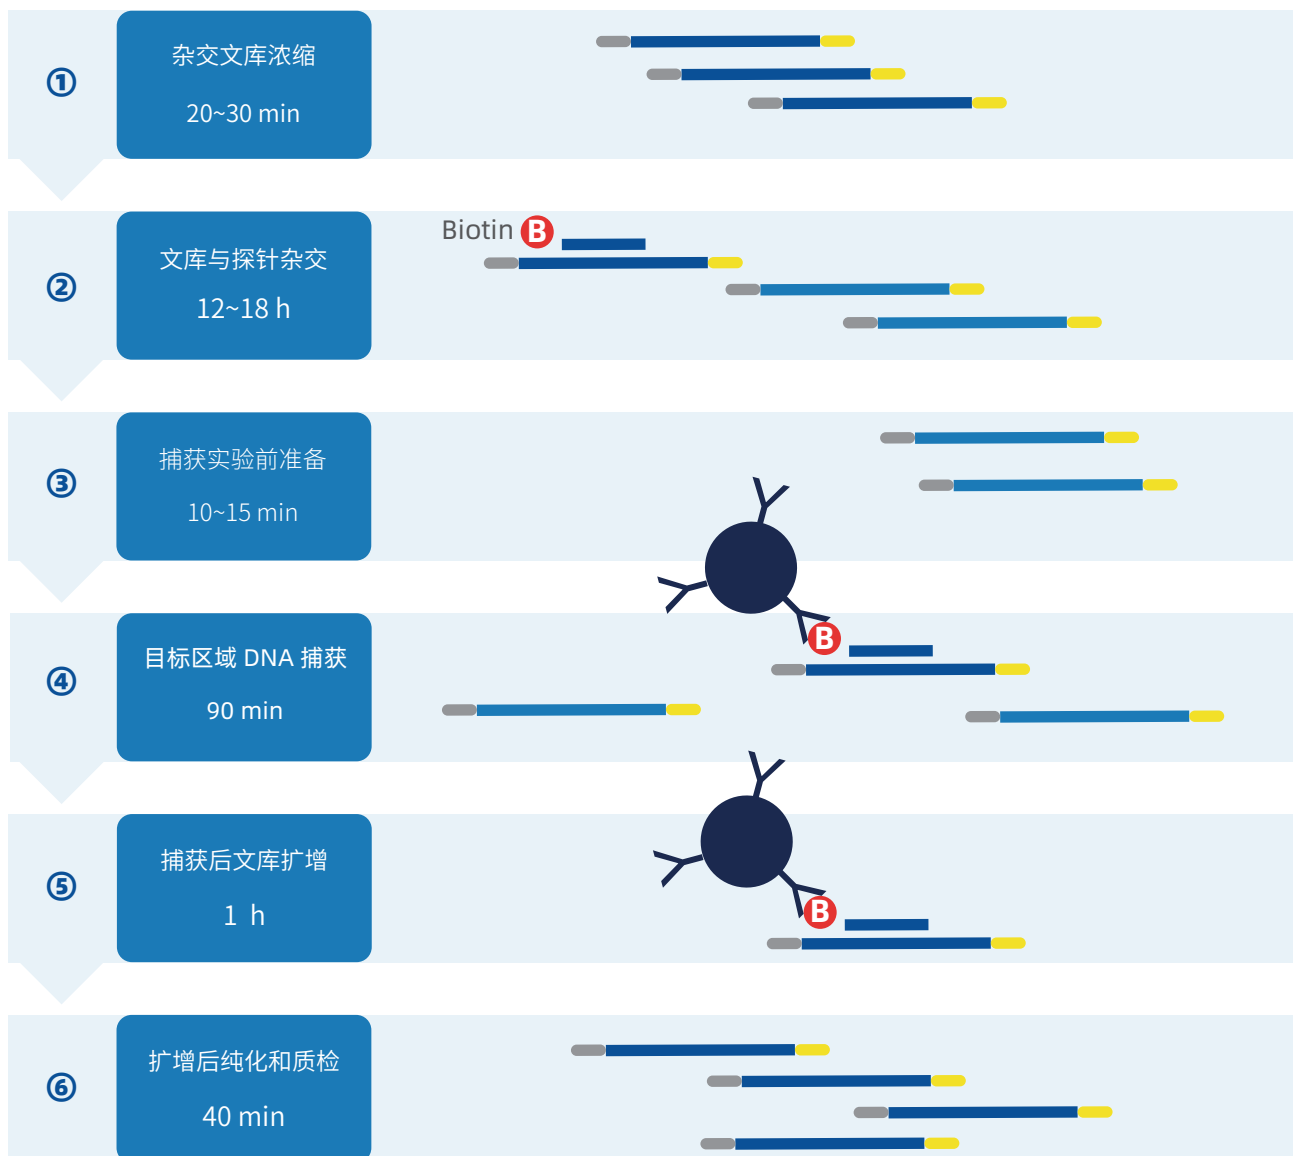 ①
杂交文库浓缩
20~30 min
Biotin B
②
文库与探针杂交
12~18 h
③
捕获实验前准备
10~15 min
B
④
目标区域 DNA 捕获
90 min
⑤
捕获后文库扩增
1 h
B
⑥
扩增后纯化和质检
40 min